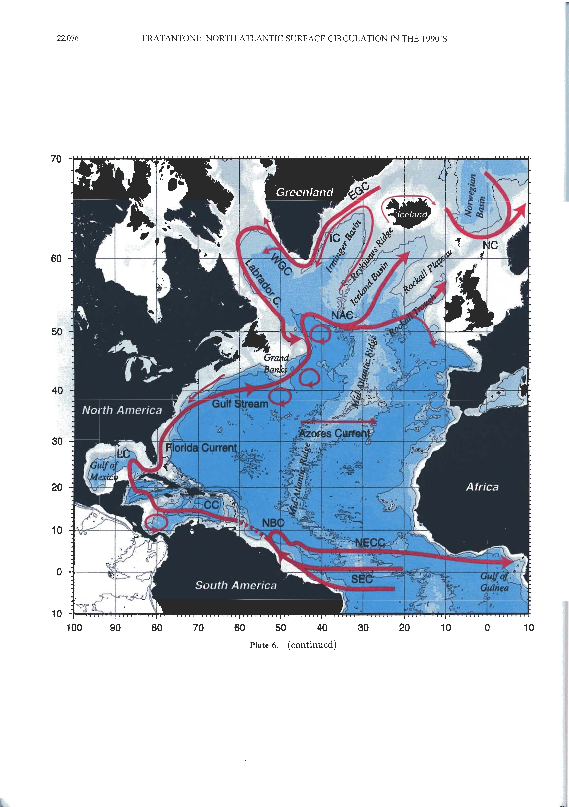 22,096
FRATANTONI: NORTH ATLANTIC SURFACE CIRCULATION IN THE 1990'S
70
60
50
40
30
20
10
0
10
Greenland
EGC
Iceland
Norwegian
Basin
NC
IC
Irminger Basin
Reykjanes Ridge
Iceland Basin
Rockall Plateau
Rockall Trough
WGC
Labrador C.
NAC
Grand
Banks
Mid Atlantic Ridge
North America
Gulf Stream
Azores Current
Florida Current
LC
Gulf of
Mexico
Mid Atlantic Ridge
Africa
CC
NBC
NECC
SEC
Gulf of
Guinea
South America
100 90 80 70 60 50 40 30 20 10 0 10
Plate 6. (continued)